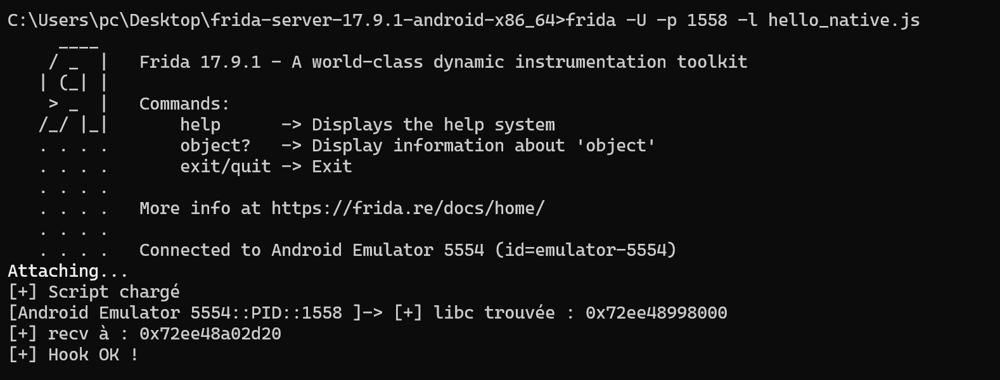 C:\Users\pc\Desktop\frida-server-17.9.1-android-x86_64>frida -U -p 1558 -l hello_native.js
     ____
    / _  |   Frida 17.9.1 - A world-class dynamic instrumentation toolkit
   | (_| |
    > _  |   Commands:
   /_/ |_|       help      -> Displays the help system
   . . . .       object?   -> Display information about 'object'
   . . . .       exit/quit -> Exit
   . . . .
   . . . .   More info at https://frida.re/docs/home/
   . . . .
   . . . .   Connected to Android Emulator 5554 (id=emulator-5554)
Attaching...
[+] Script chargé
[Android Emulator 5554::PID::1558 ]-> [+] libc trouvée : 0x72ee48998000
[+] recv à : 0x72ee48a02d20
[+] Hook OK !